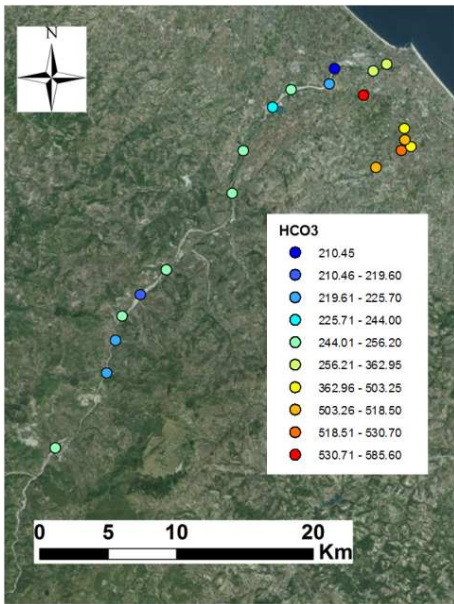 N
HCO3
210.45
210.46 - 219.60
219.61 - 225.70
225.71 - 244.00
244.01 - 256.20
256.21 - 362.95
362.96 - 503.25
503.26 - 518.50
518.51 - 530.70
530.71 - 585.60
0 5 10 20
Km